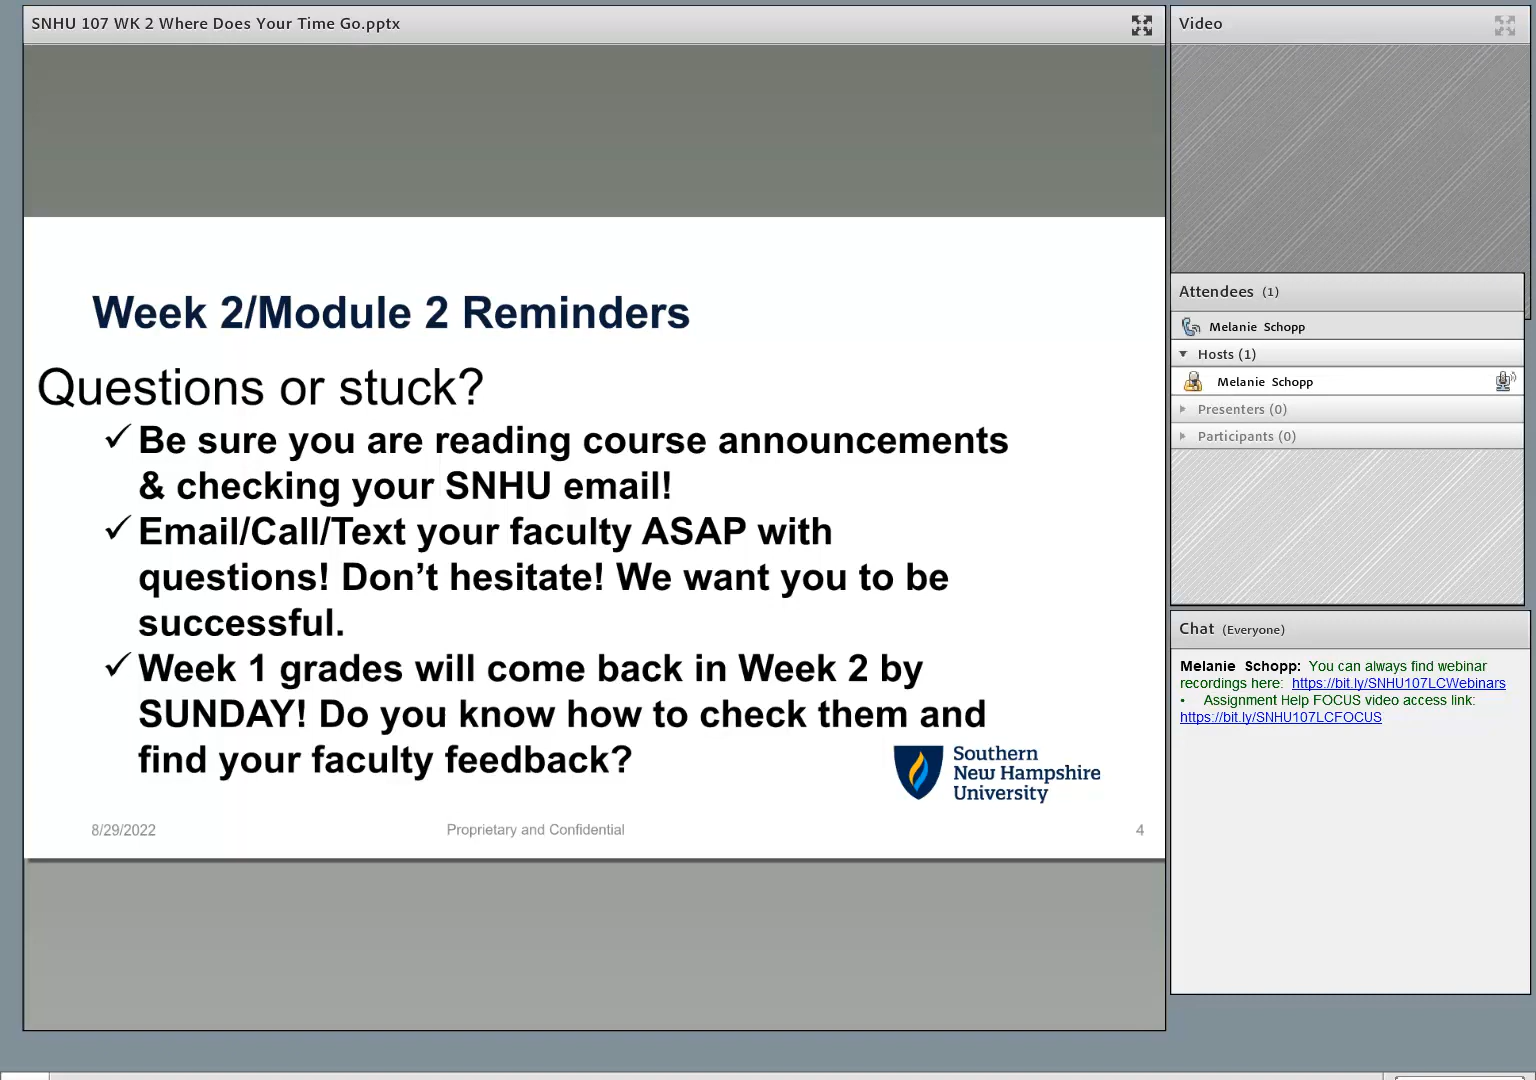 SNHU 107 WK 2 Where Does Your Time Go.pptx
Week 2/Module 2 Reminders
Questions or stuck?
✓ Be sure you are reading course announcements
& checking your SNHU email!
✓ Email/Call/Text your faculty ASAP with
questions! Don’t hesitate! We want you to be
successful.
✓ Week 1 grades will come back in Week 2 by
SUNDAY! Do you know how to check them and
find your faculty feedback?
Southern
New Hampshire
University
8/29/2022
Proprietary and Confidential
4
Video
Attendees (1)
Melanie Schopp
Hosts (1)
Melanie Schopp
Presenters (0)
Participants (0)
Chat (Everyone)
Melanie Schopp: You can always find webinar
recordings here: https://bit.ly/SNHU107LCWebinars
• Assignment Help FOCUS video access link:
https://bit.ly/SNHU107LCFOCUS